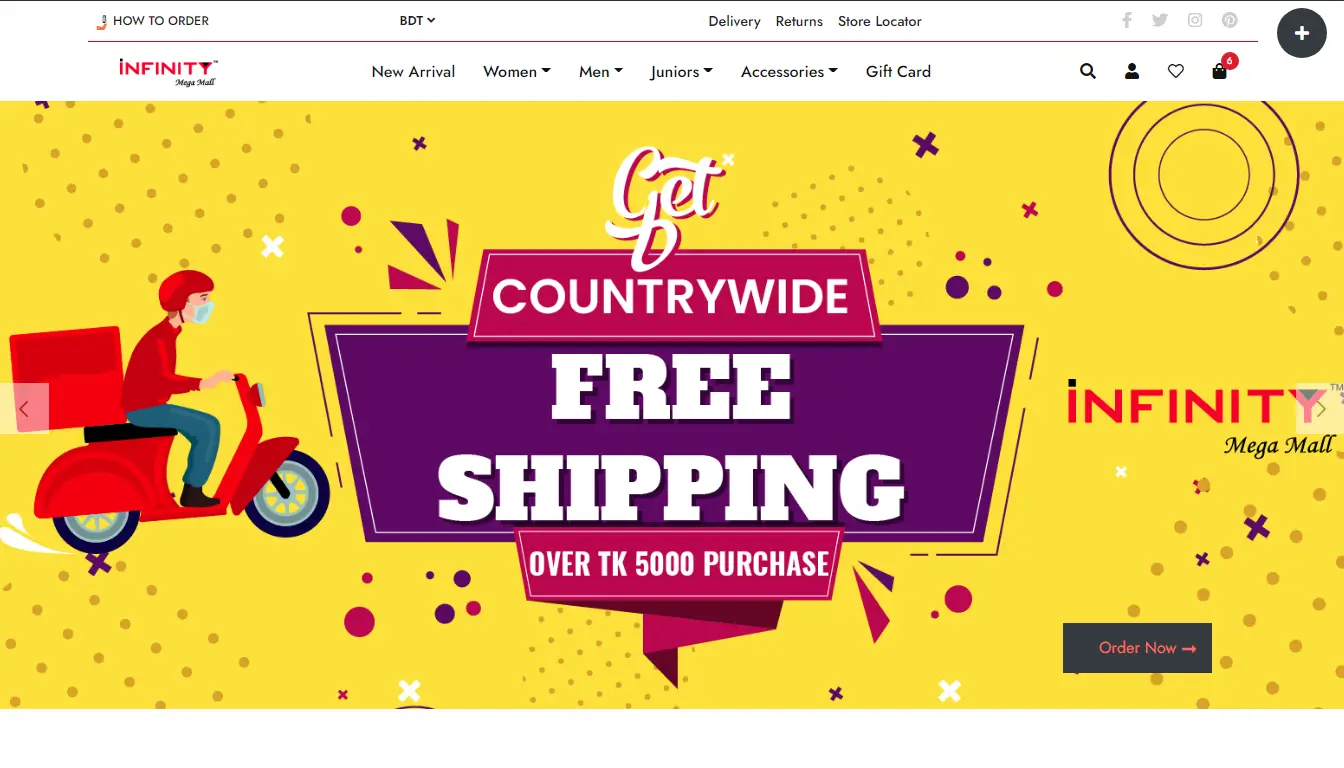 HOW TO ORDER
BDT
Delivery Returns Store Locator
INFINITY™
Mega Mall
New Arrival Women Men Juniors Accessories Gift Card
6
Get
COUNTRYWIDE
FREE
SHIPPING
OVER TK 5000 PURCHASE
INFINITY™
Mega Mall
Order Now